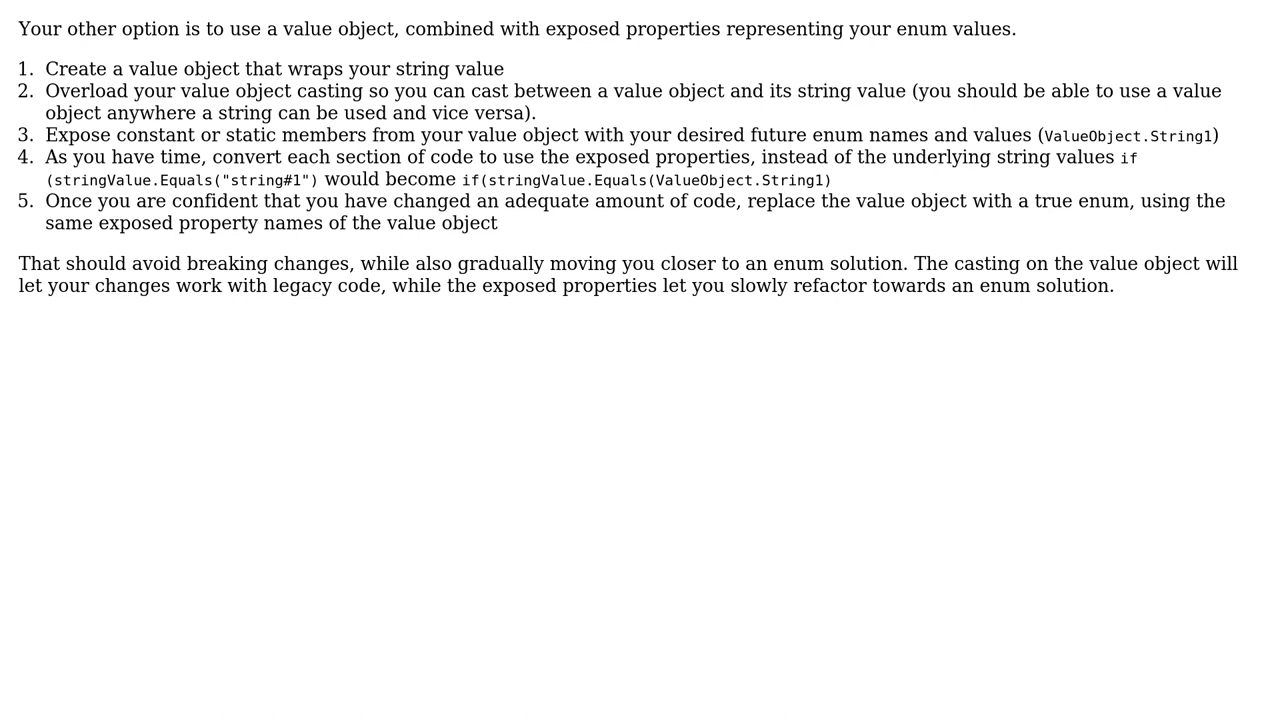 Your other option is to use a value object, combined with exposed properties representing your enum values.
1. Create a value object that wraps your string value
2. Overload your value object casting so you can cast between a value object and its string value (you should be able to use a value
object anywhere a string can be used and vice versa).
3. Expose constant or static members from your value object with your desired future enum names and values (ValueObject.String1)
4. As you have time, convert each section of code to use the exposed properties, instead of the underlying string values if
(stringValue.Equals("string#1") would become if(stringValue.Equals(ValueObject.String1)
5. Once you are confident that you have changed an adequate amount of code, replace the value object with a true enum, using the
same exposed property names of the value object
That should avoid breaking changes, while also gradually moving you closer to an enum solution. The casting on the value object will
let your changes work with legacy code, while the exposed properties let you slowly refactor towards an enum solution.